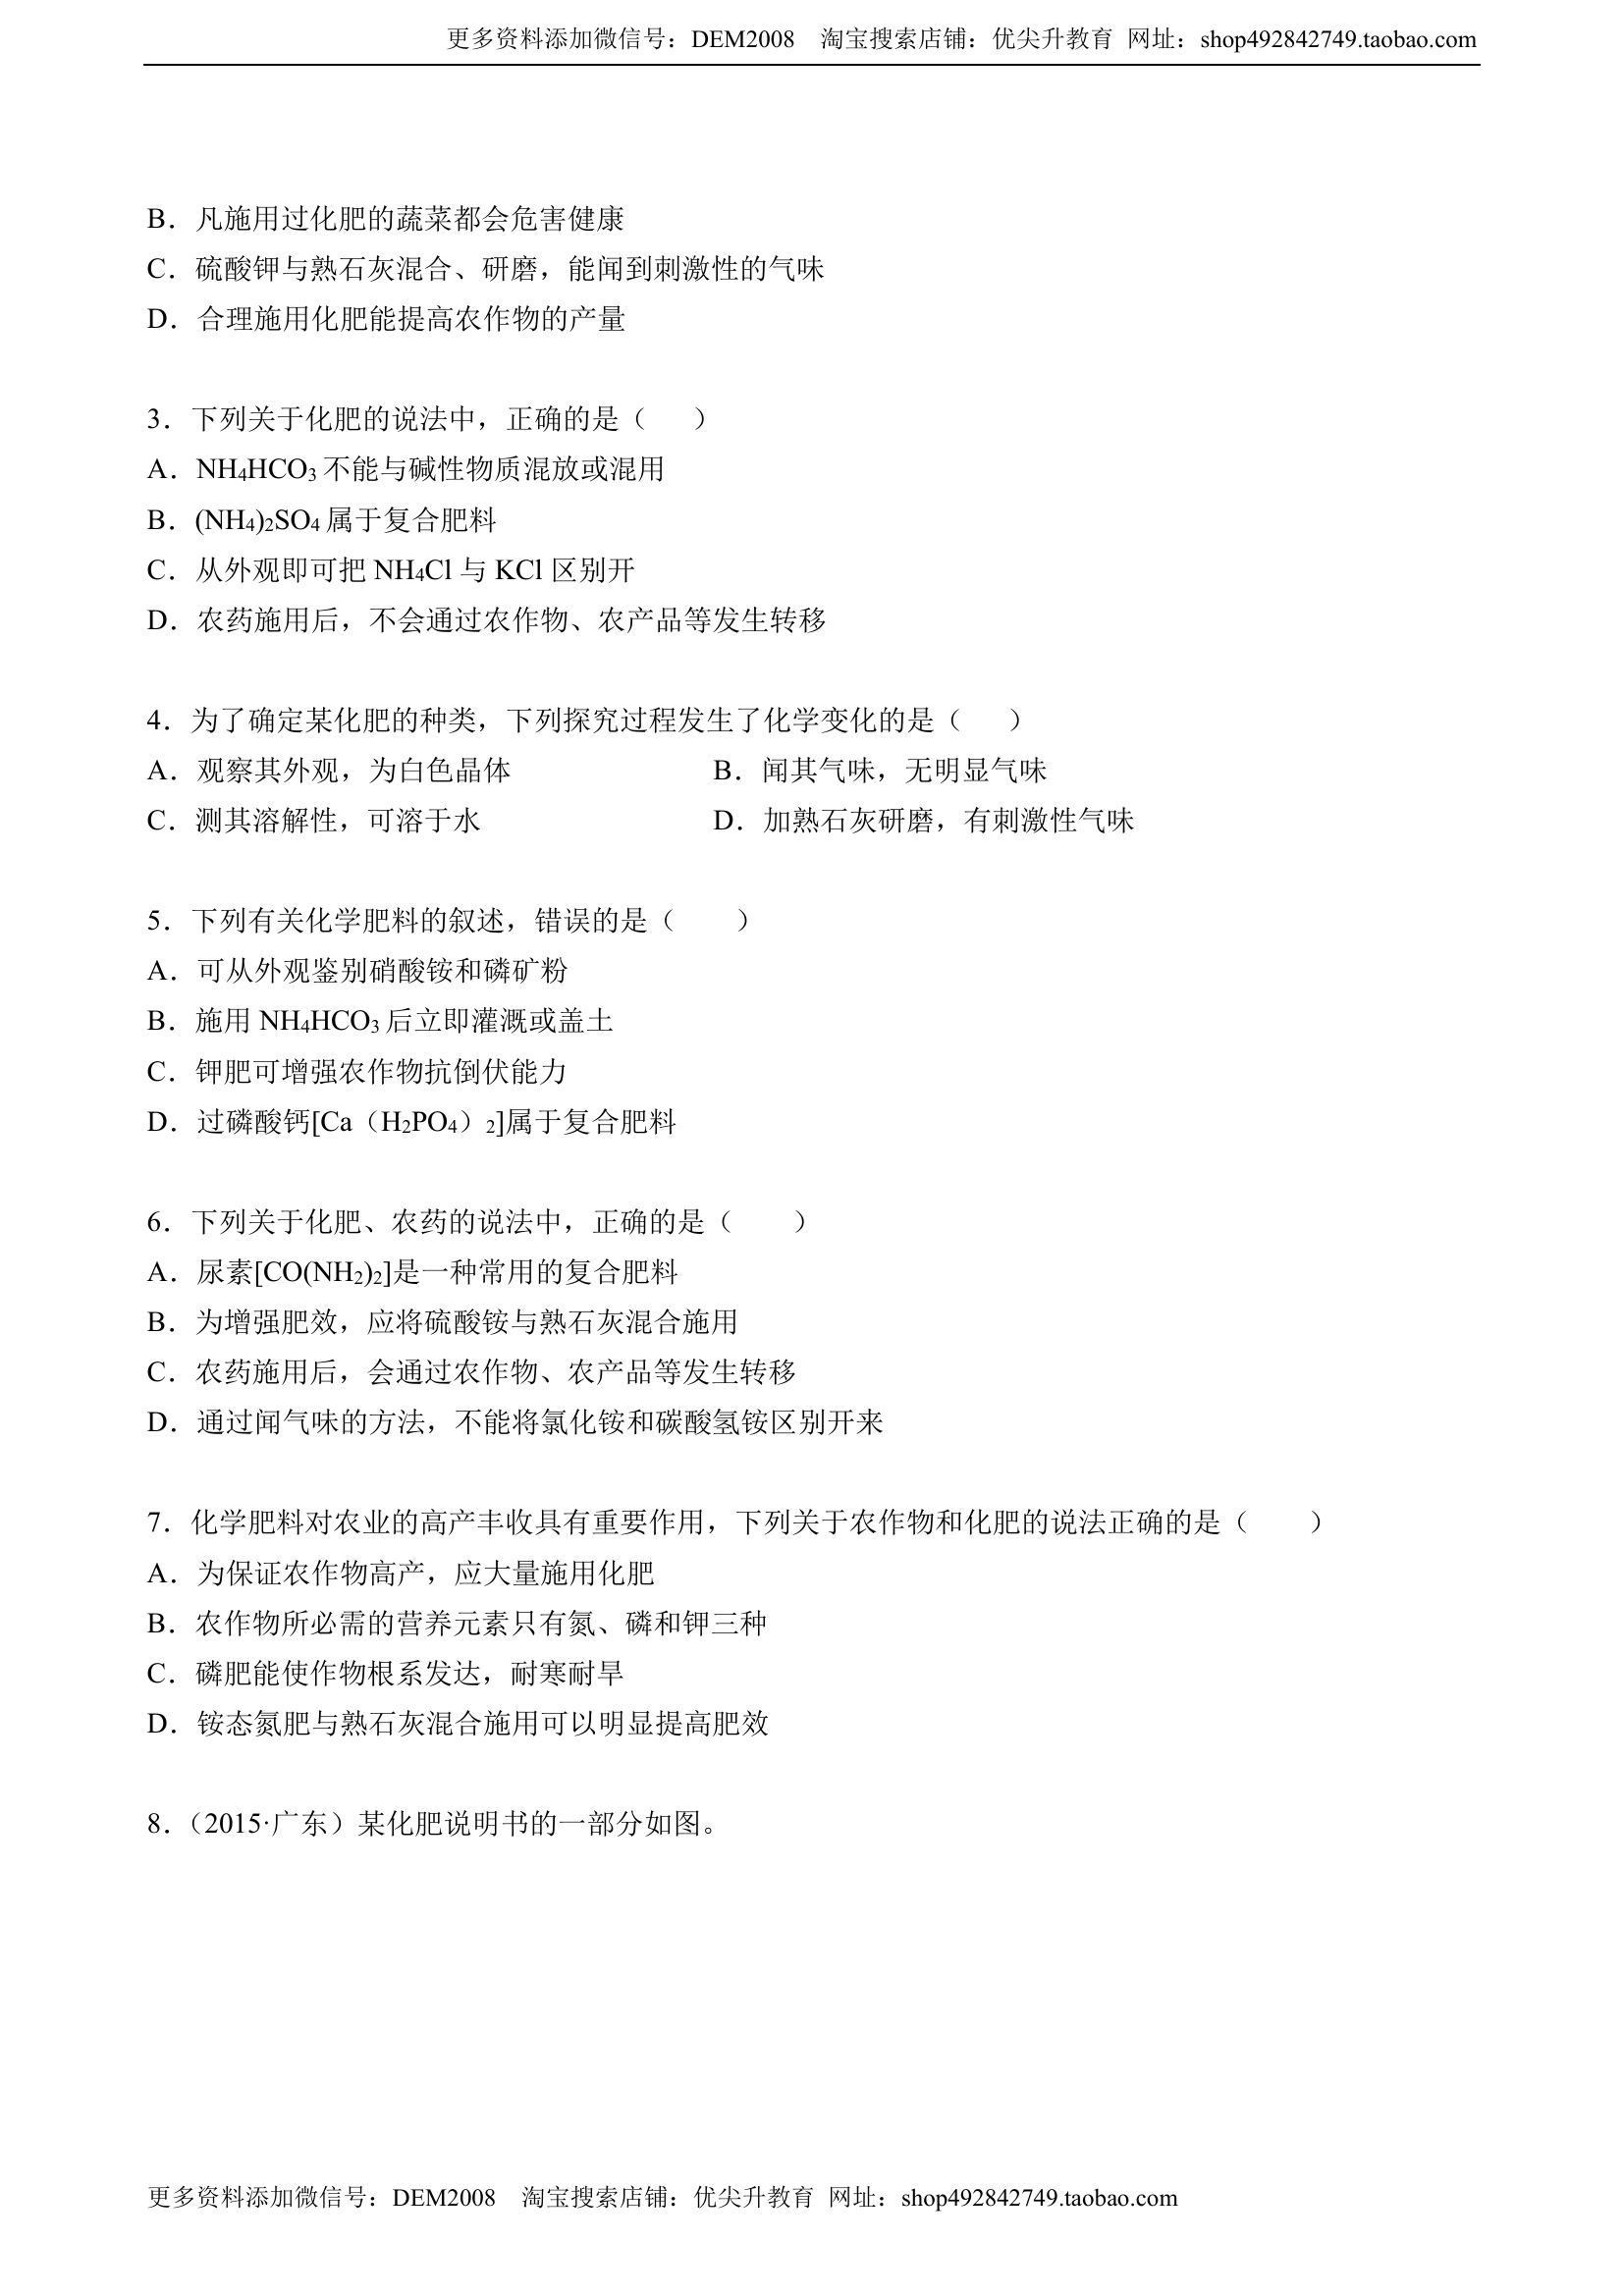 更多资料添加微信号：DEM2008 淘宝搜索店铺：优尖升教育 网址：shop492842749.taobao.com
B．凡施用过化肥的蔬菜都会危害健康
C．硫酸钾与熟石灰混合、研磨，能闻到刺激性的气味
D．合理施用化肥能提高农作物的产量
3．下列关于化肥的说法中，正确的是（ ）
A．NH₄HCO₃不能与碱性物质混放或混用
B．(NH₄)₂SO₄属于复合肥料
C．从外观即可把 NH₄Cl 与 KCl 区别开
D．农药施用后，不会通过农作物、农产品等发生转移
4．为了确定某化肥的种类，下列探究过程发生了化学变化的是（ ）
A．观察其外观，为白色晶体 B．闻其气味，无明显气味
C．测其溶解性，可溶于水 D．加熟石灰研磨，有刺激性气味
5．下列有关化学肥料的叙述，错误的是（ ）
A．可从外观鉴别硝酸铵和磷矿粉
B．施用 NH₄HCO₃后立即灌溉或盖土
C．钾肥可增强农作物抗倒伏能力
D．过磷酸钙[Ca（H₂PO₄）₂]属于复合肥料
6．下列关于化肥、农药的说法中，正确的是（ ）
A．尿素[CO(NH₂)₂]是一种常用的复合肥料
B．为增强肥效，应将硫酸铵与熟石灰混合施用
C．农药施用后，会通过农作物、农产品等发生转移
D．通过闻气味的方法，不能将氯化铵和碳酸氢铵区别开来
7．化学肥料对农业的高产丰收具有重要作用，下列关于农作物和化肥的说法正确的是（ ）
A．为保证农作物高产，应大量施用化肥
B．农作物所必需的营养元素只有氮、磷和钾三种
C．磷肥能使作物根系发达，耐寒耐旱
D．铵态氮肥与熟石灰混合施用可以明显提高肥效
8．（2015·广东）某化肥说明书的一部分如图。
更多资料添加微信号：DEM2008 淘宝搜索店铺：优尖升教育 网址：shop492842749.taobao.com